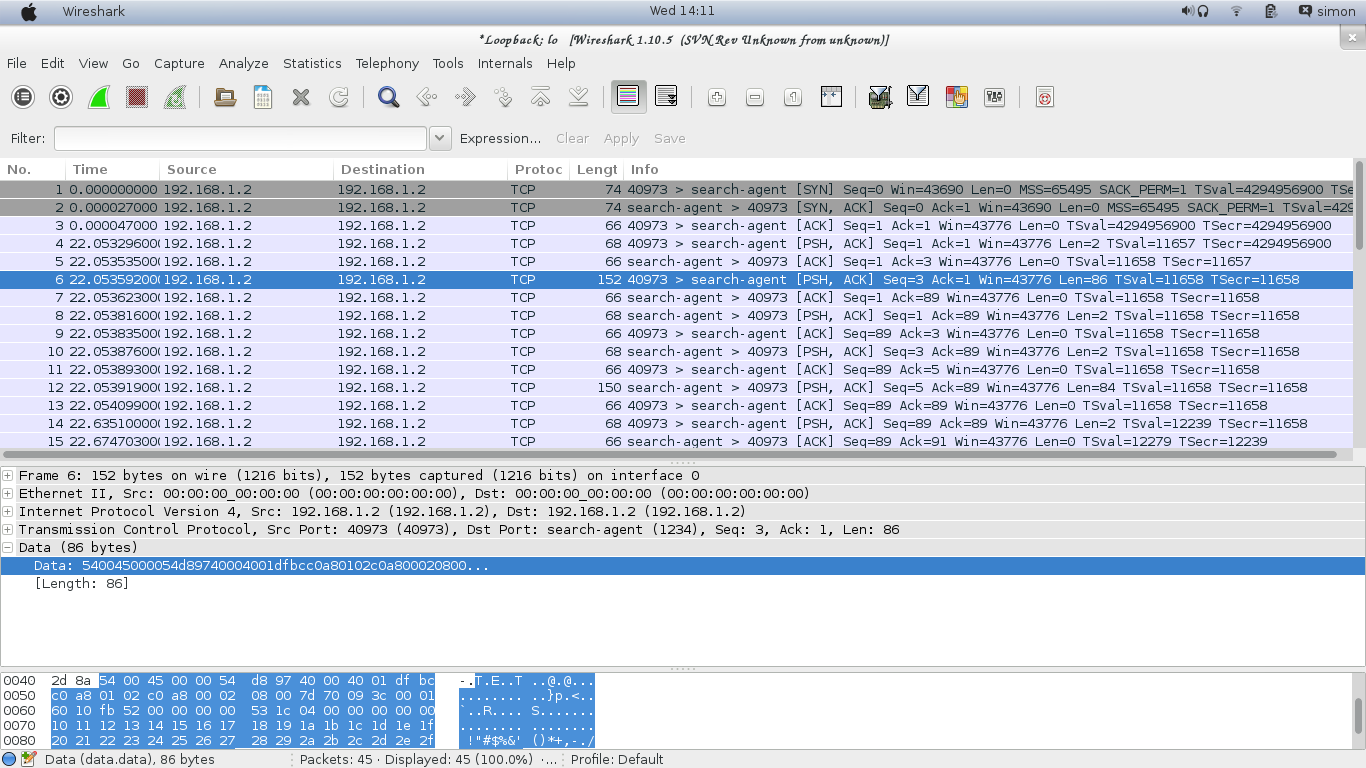 Wireshark
Wed 14:11
simon
*Loopback: lo   [Wireshark 1.10.5  (SVN Rev Unknown from unknown)]
File Edit View Go Capture Analyze Statistics Telephony Tools Internals Help
Filter: Expression... Clear Apply Save
No. Time Source Destination Protoc Lengt Info
1 0.000000000 192.168.1.2 192.168.1.2 TCP 74 40973 > search-agent [SYN] Seq=0 Win=43690 Len=0 MSS=65495 SACK_PERM=1 TSval=4294956900 TSe
2 0.000027000 192.168.1.2 192.168.1.2 TCP 74 search-agent > 40973 [SYN, ACK] Seq=0 Ack=1 Win=43690 Len=0 MSS=65495 SACK_PERM=1 TSval=429
3 0.000047000 192.168.1.2 192.168.1.2 TCP 66 40973 > search-agent [ACK] Seq=1 Ack=1 Win=43776 Len=0 TSval=4294956900 TSecr=4294956900
4 22.05329600( 192.168.1.2 192.168.1.2 TCP 68 40973 > search-agent [PSH, ACK] Seq=1 Ack=1 Win=43776 Len=2 TSval=11657 TSecr=4294956900
5 22.05353500( 192.168.1.2 192.168.1.2 TCP 66 search-agent > 40973 [ACK] Seq=1 Ack=3 Win=43776 Len=0 TSval=11658 TSecr=11657
6 22.05359200( 192.168.1.2 192.168.1.2 TCP 152 40973 > search-agent [PSH, ACK] Seq=3 Ack=1 Win=43776 Len=86 TSval=11658 TSecr=11658
7 22.05362300( 192.168.1.2 192.168.1.2 TCP 66 search-agent > 40973 [ACK] Seq=1 Ack=89 Win=43776 Len=0 TSval=11658 TSecr=11658
8 22.05381600( 192.168.1.2 192.168.1.2 TCP 68 search-agent > 40973 [PSH, ACK] Seq=1 Ack=89 Win=43776 Len=2 TSval=11658 TSecr=11658
9 22.05383500( 192.168.1.2 192.168.1.2 TCP 66 40973 > search-agent [ACK] Seq=89 Ack=3 Win=43776 Len=0 TSval=11658 TSecr=11658
10 22.05387600( 192.168.1.2 192.168.1.2 TCP 68 search-agent > 40973 [PSH, ACK] Seq=3 Ack=89 Win=43776 Len=2 TSval=11658 TSecr=11658
11 22.05389300( 192.168.1.2 192.168.1.2 TCP 66 40973 > search-agent [ACK] Seq=89 Ack=5 Win=43776 Len=0 TSval=11658 TSecr=11658
12 22.05391900( 192.168.1.2 192.168.1.2 TCP 150 search-agent > 40973 [PSH, ACK] Seq=5 Ack=89 Win=43776 Len=84 TSval=11658 TSecr=11658
13 22.05409900( 192.168.1.2 192.168.1.2 TCP 66 40973 > search-agent [ACK] Seq=89 Ack=89 Win=43776 Len=0 TSval=11658 TSecr=11658
14 22.63510000( 192.168.1.2 192.168.1.2 TCP 68 40973 > search-agent [PSH, ACK] Seq=89 Ack=89 Win=43776 Len=2 TSval=12239 TSecr=11658
15 22.67470300( 192.168.1.2 192.168.1.2 TCP 66 search-agent > 40973 [ACK] Seq=89 Ack=91 Win=43776 Len=0 TSval=12279 TSecr=12239
Frame 6: 152 bytes on wire (1216 bits), 152 bytes captured (1216 bits) on interface 0
Ethernet II, Src: 00:00:00_00:00:00 (00:00:00:00:00:00), Dst: 00:00:00_00:00:00 (00:00:00:00:00:00)
Internet Protocol Version 4, Src: 192.168.1.2 (192.168.1.2), Dst: 192.168.1.2 (192.168.1.2)
Transmission Control Protocol, Src Port: 40973 (40973), Dst Port: search-agent (1234), Seq: 3, Ack: 1, Len: 86
Data (86 bytes)
Data: 540045000054d89740004001dfbcc0a80102c0a800020800...
[Length: 86]
0040 2d 8a 54 00 45 00 00 54 d8 97 40 00 40 01 df bc -.T.E..T ..@.@...
0050 c0 a8 01 02 c0 a8 00 02 08 00 7d 70 09 3c 00 01 ........ ..}p.<..
0060 60 10 fb 52 00 00 00 00 53 1c 04 00 00 00 00 00 `..R.... S.......
0070 10 11 12 13 14 15 16 17 18 19 1a 1b 1c 1d 1e 1f ........ ........
0080 20 21 22 23 24 25 26 27 28 29 2a 2b 2c 2d 2e 2f  !"#$%&' ()*+,-./
Data (data.data), 86 bytes
Packets: 45 · Displayed: 45 (100.0%) ·...
Profile: Default